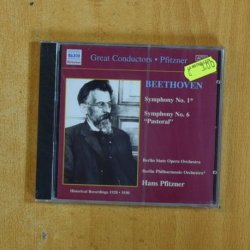 NAXOS
Great Conductors • Pfitzner
BEETHOVEN
Symphony No. 1*
Symphony No. 6
"Pastoral"
Berlin State Opera Orchestra
Berlin Philharmonic Orchestra*
Hans Pfitzner
Historical Recordings 1928 - 1930